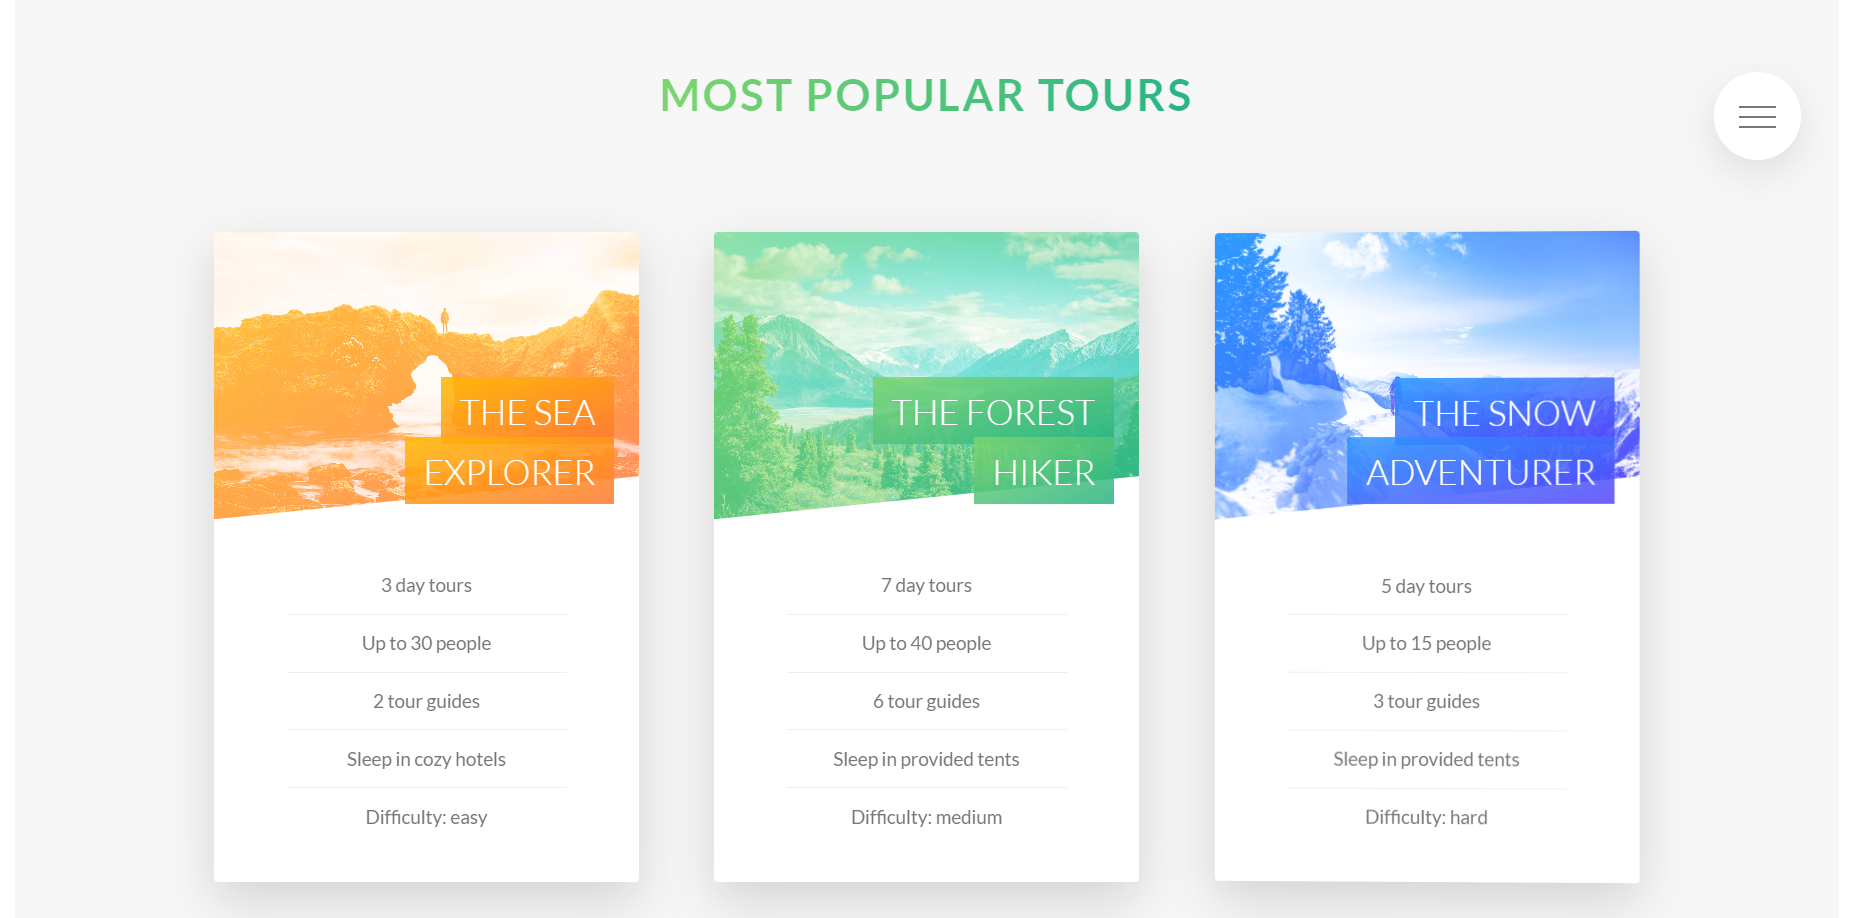 MOST POPULAR TOURS
THE SEA
EXPLORER
3 day tours
Up to 30 people
2 tour guides
Sleep in cozy hotels
Difficulty: easy
THE FOREST
HIKER
7 day tours
Up to 40 people
6 tour guides
Sleep in provided tents
Difficulty: medium
THE SNOW
ADVENTURER
5 day tours
Up to 15 people
3 tour guides
Sleep in provided tents
Difficulty: hard